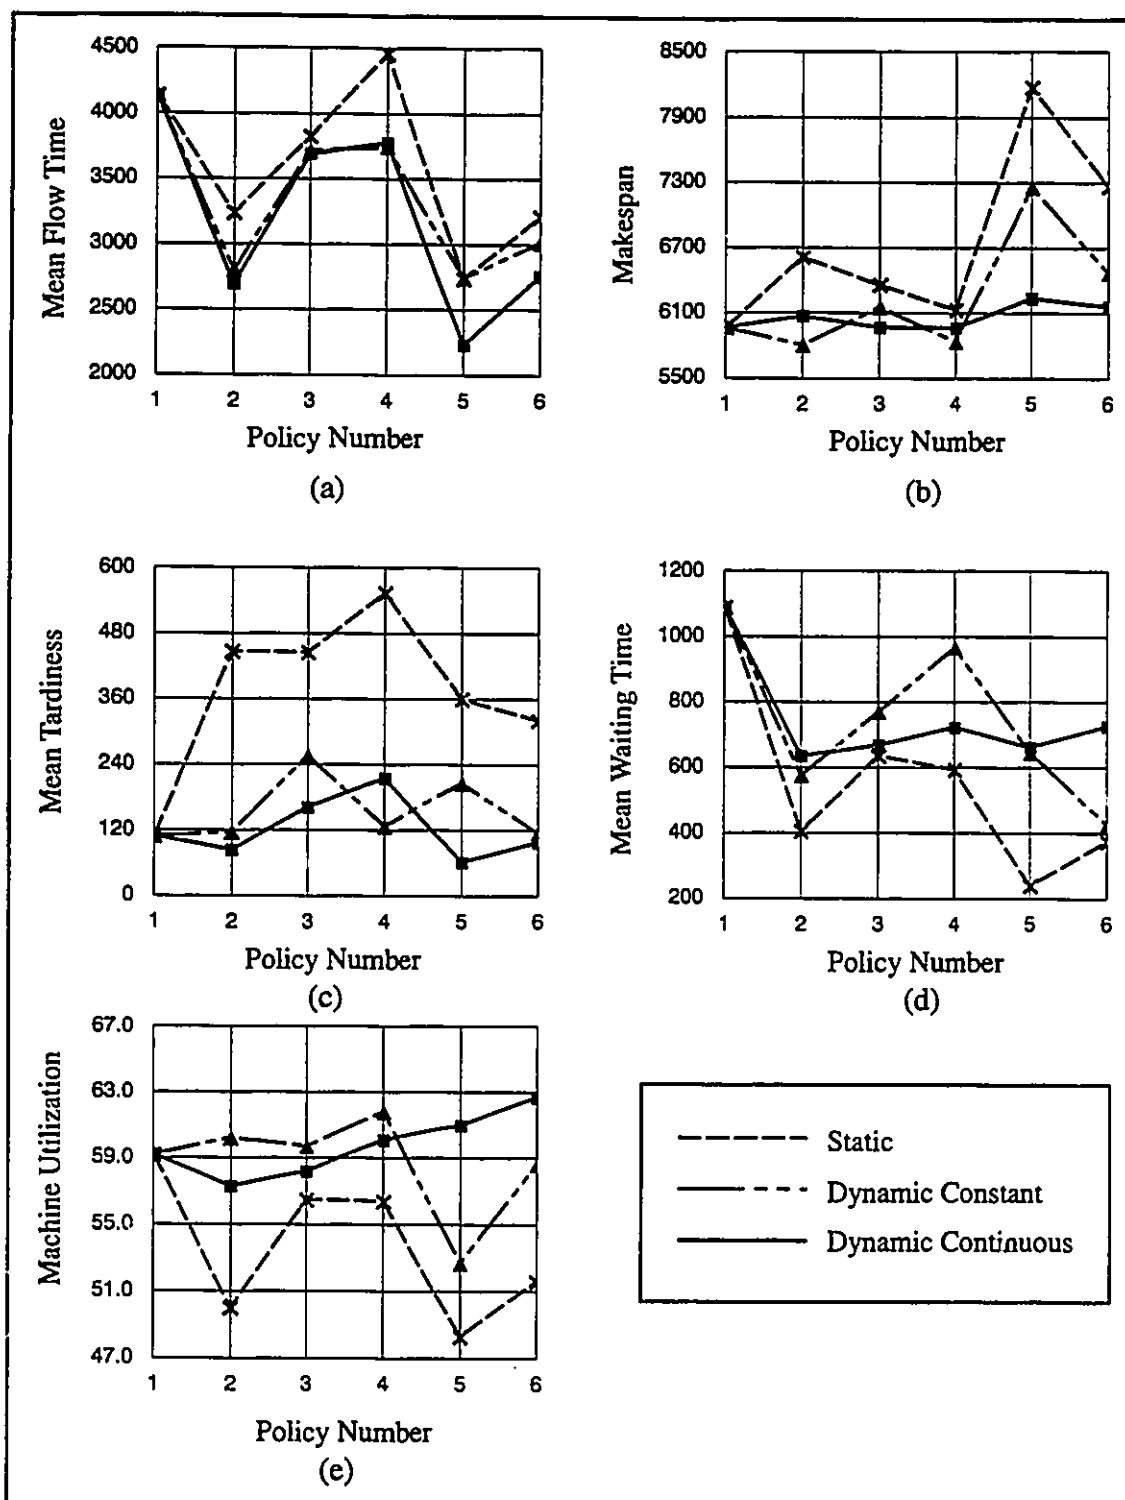 Mean Flow Time
4500
4000
3500
3000
2500
2000
1 2 3 4 5 6
Policy Number
(a)
Makespan
8500
7900
7300
6700
6100
5500
1 2 3 4 5 6
Policy Number
(b)
Mean Tardiness
600
480
360
240
120
0
1 2 3 4 5 6
Policy Number
(c)
Mean Waiting Time
1200
1000
800
600
400
200
1 2 3 4 5 6
Policy Number
(d)
Machine Utilization
67.0
63.0
59.0
55.0
51.0
47.0
1 2 3 4 5 6
Policy Number
(e)
Static
Dynamic Constant
Dynamic Continuous